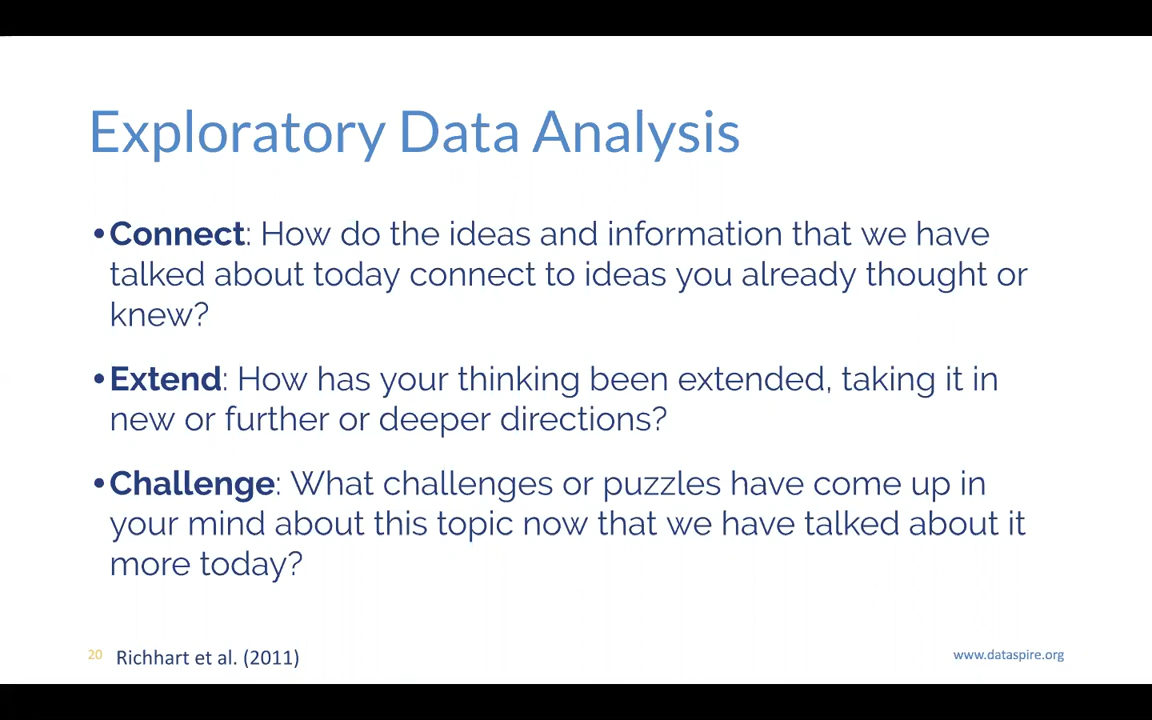 Exploratory Data Analysis
•Connect: How do the ideas and information that we have
talked about today connect to ideas you already thought or
knew?
•Extend: How has your thinking been extended, taking it in
new or further or deeper directions?
•Challenge: What challenges or puzzles have come up in
your mind about this topic now that we have talked about it
more today?
20 Richhart et al. (2011)
www.dataspire.org